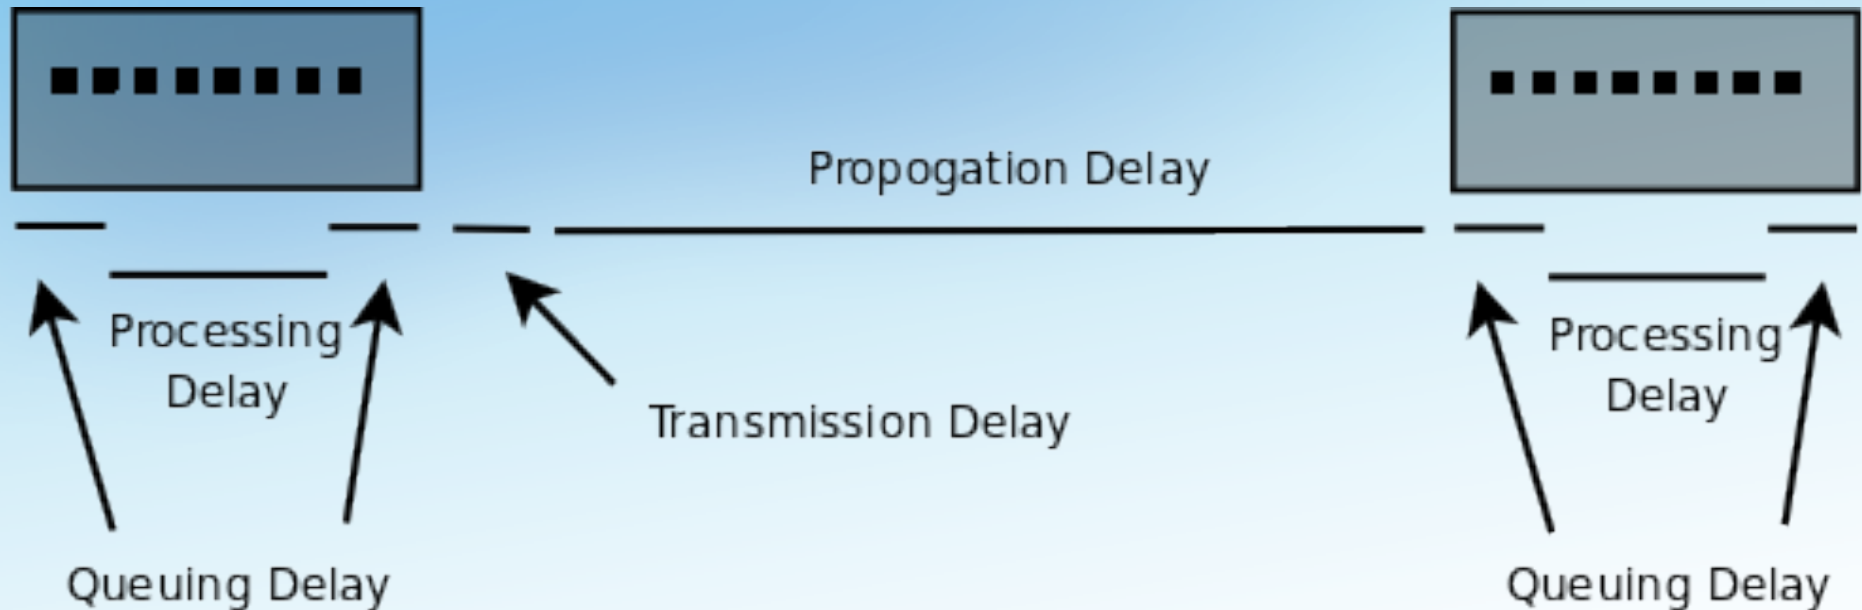 Propogation Delay
Processing
Delay
Processing
Delay
Transmission Delay
Queuing Delay
Queuing Delay